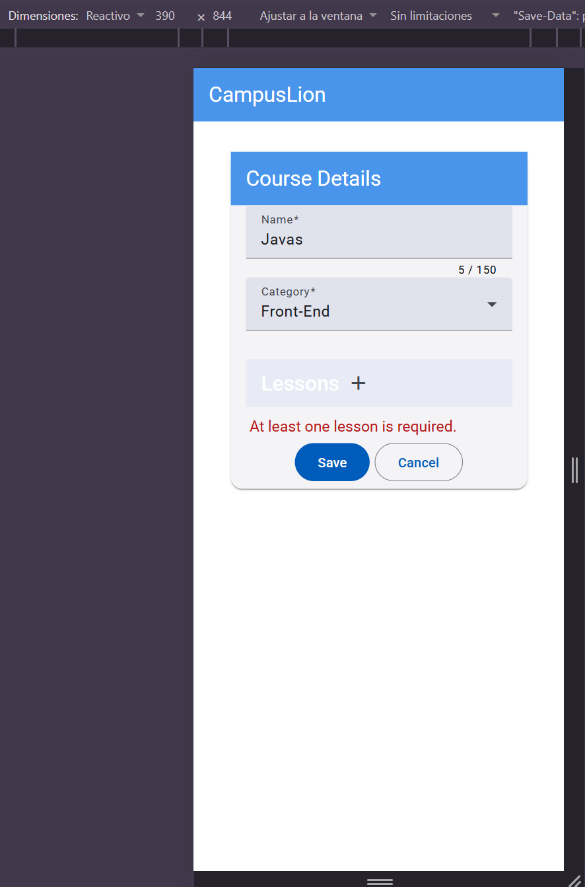 Dimensiones: Reactivo 390 × 844 Ajustar a la ventana Sin limitaciones "Save-Data":
CampusLion
Course Details
Name*
Javas
5 / 150
Category*
Front-End
Lessons +
At least one lesson is required.
Save Cancel